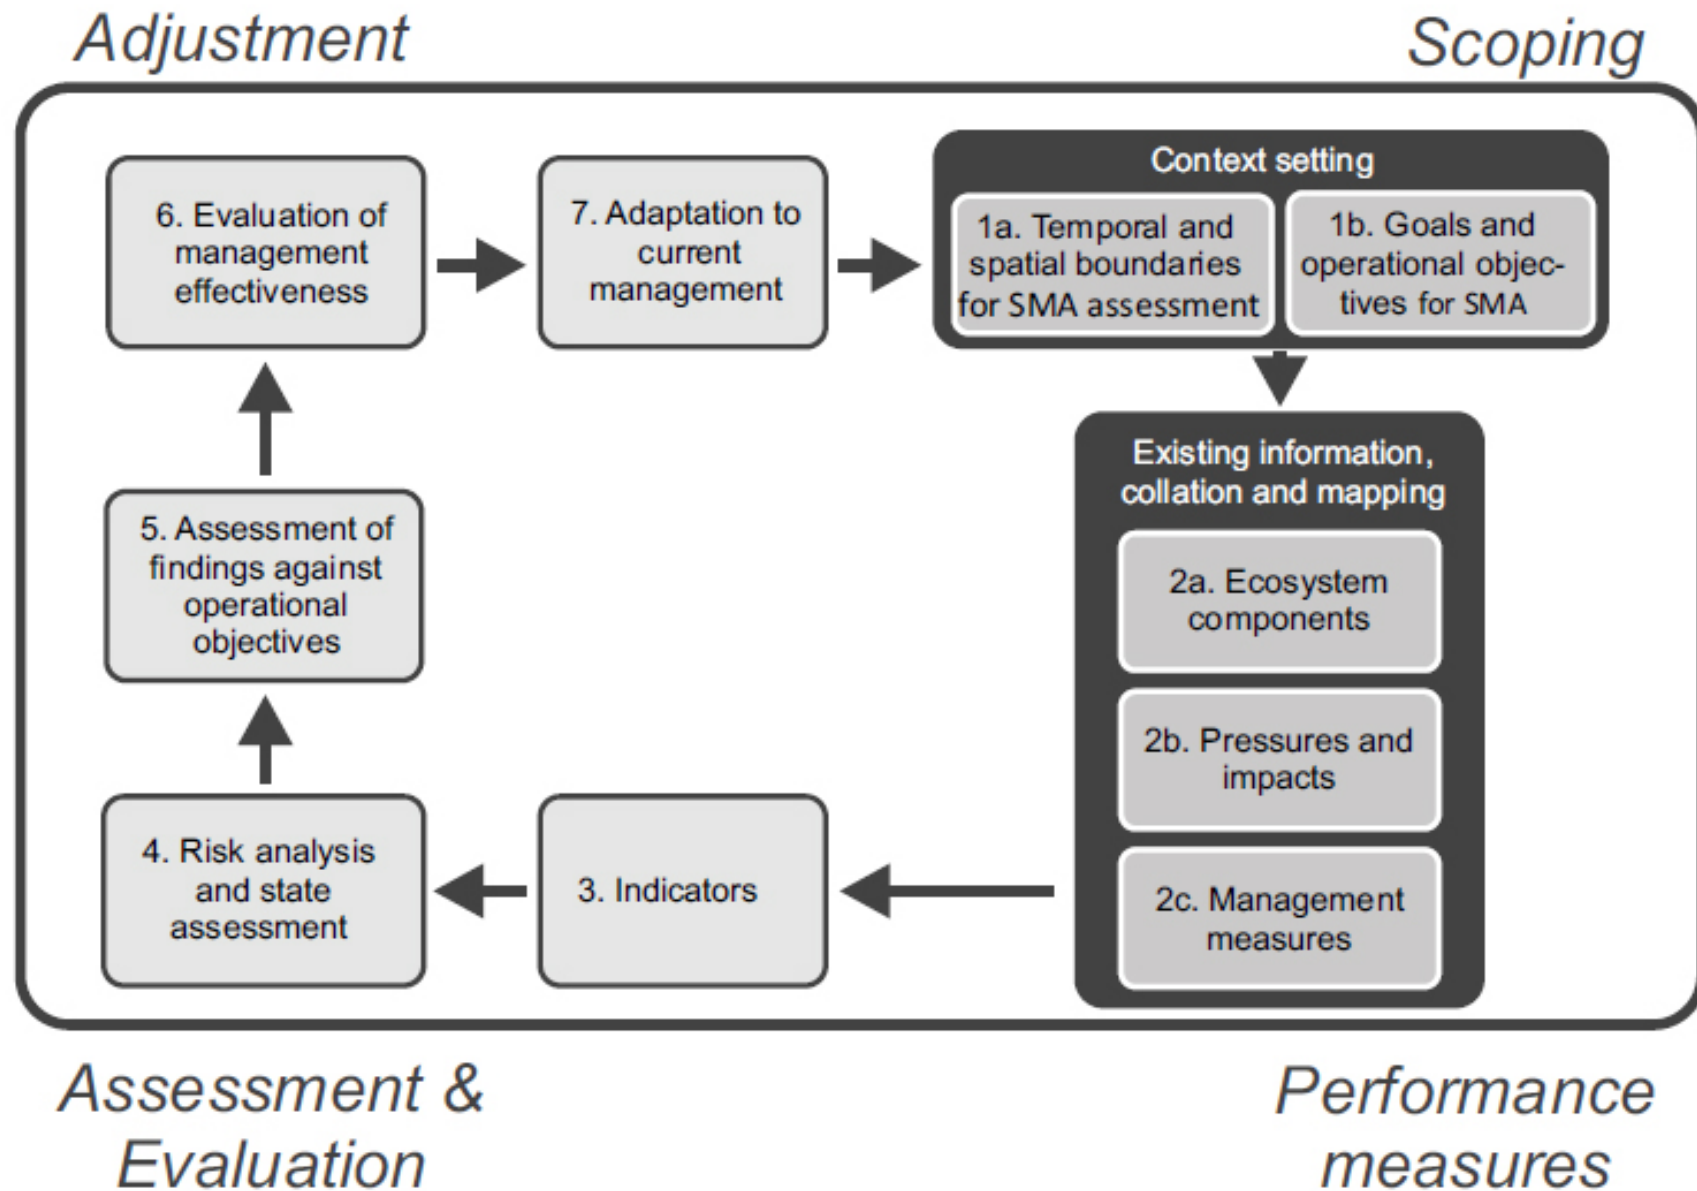 Adjustment
Scoping
6. Evaluation of
management
effectiveness
7. Adaptation to
current
management
Context setting
1a. Temporal and
spatial boundaries
for SMA assessment
1b. Goals and
operational objec-
tives for SMA
Existing information,
collation and mapping
2a. Ecosystem
components
2b. Pressures and
impacts
2c. Management
measures
3. Indicators
4. Risk analysis
and state
assessment
5. Assessment of
findings against
operational
objectives
Assessment &
Evaluation
Performance
measures